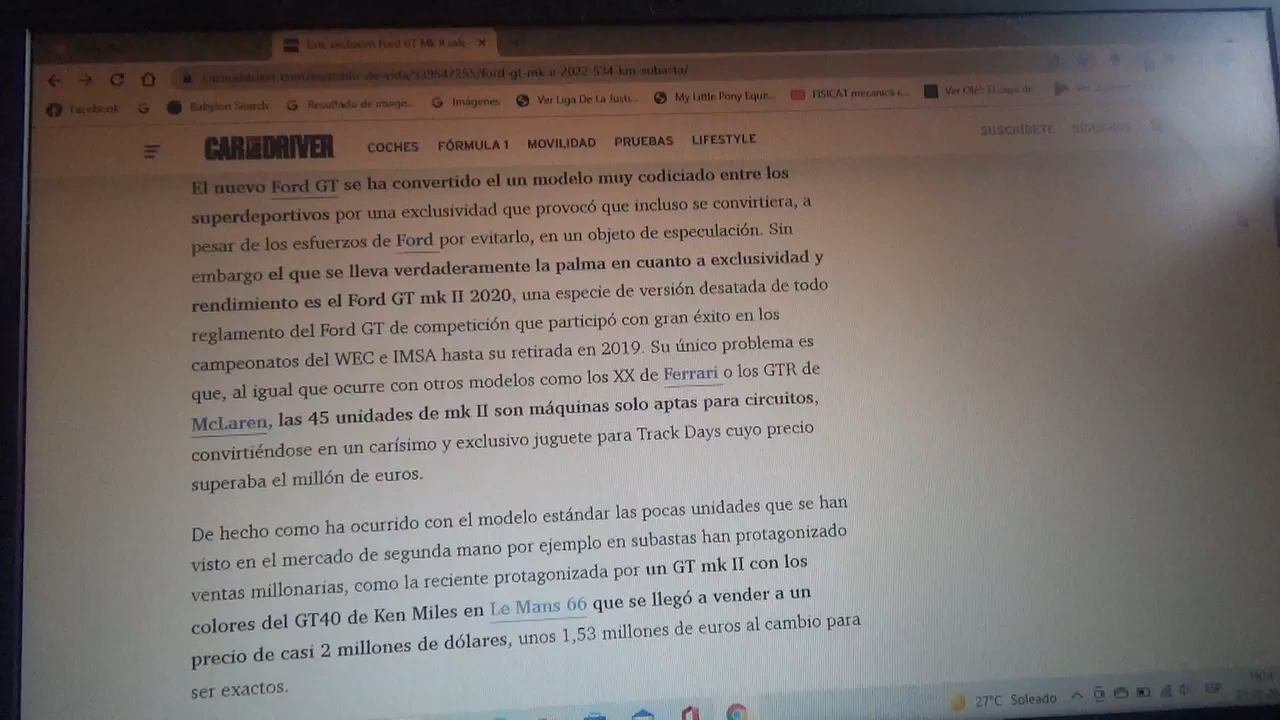 Este exclusivo Ford GT Mk II sale
/ford-gt-mk-ii-2022-534-km-subasta/
Facebook
Babylon Search
Resultado de image...
Imágenes
Ver Liga De La Justi...
My Little Pony Eque...
FISICA1 mecanica i...
CAR AND DRIVER
COCHES
FÓRMULA 1
MOVILIDAD
PRUEBAS
LIFESTYLE
SUSCRÍBETE
El nuevo Ford GT se ha convertido el un modelo muy codiciado entre los
superdeportivos por una exclusividad que provocó que incluso se convirtiera, a
pesar de los esfuerzos de Ford por evitarlo, en un objeto de especulación. Sin
embargo el que se lleva verdaderamente la palma en cuanto a exclusividad y
rendimiento es el Ford GT mk II 2020, una especie de versión desatada de todo
reglamento del Ford GT de competición que participó con gran éxito en los
campeonatos del WEC e IMSA hasta su retirada en 2019. Su único problema es
que, al igual que ocurre con otros modelos como los XX de Ferrari o los GTR de
McLaren, las 45 unidades de mk II son máquinas solo aptas para circuitos,
convirtiéndose en un carísimo y exclusivo juguete para Track Days cuyo precio
superaba el millón de euros.
De hecho como ha ocurrido con el modelo estándar las pocas unidades que se han
visto en el mercado de segunda mano por ejemplo en subastas han protagonizado
ventas millonarias, como la reciente protagonizada por un GT mk II con los
colores del GT40 de Ken Miles en Le Mans 66 que se llegó a vender a un
precio de casi 2 millones de dólares, unos 1,53 millones de euros al cambio para
ser exactos.
27°C Soleado
ESP